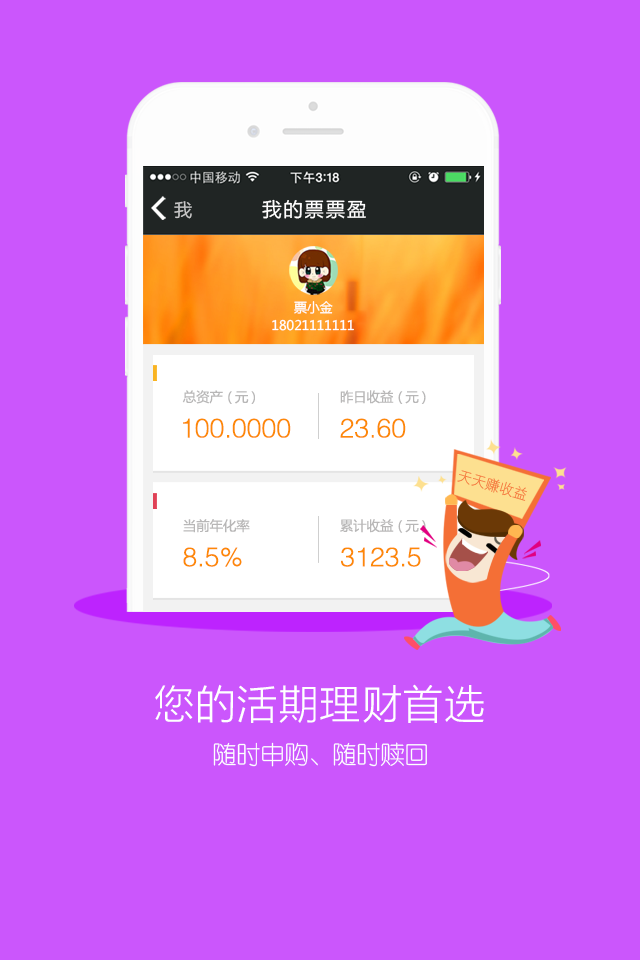 中国移动 下午3:18
我 我的票票盈
票小金
18021111111
总资产(元) 昨日收益(元)
100.0000 23.60
天天赚收益
当前年化率 累计收益(元)
8.5% 3123.5
您的活期理财首选
随时申购、随时赎回